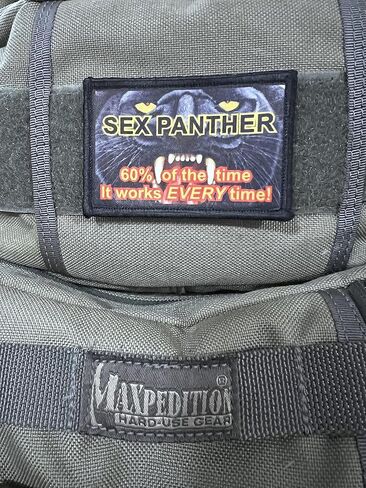 SEX PANTHER
60% of the time
It works EVERY time!
MAXPEDITION®
HARD-USE GEAR